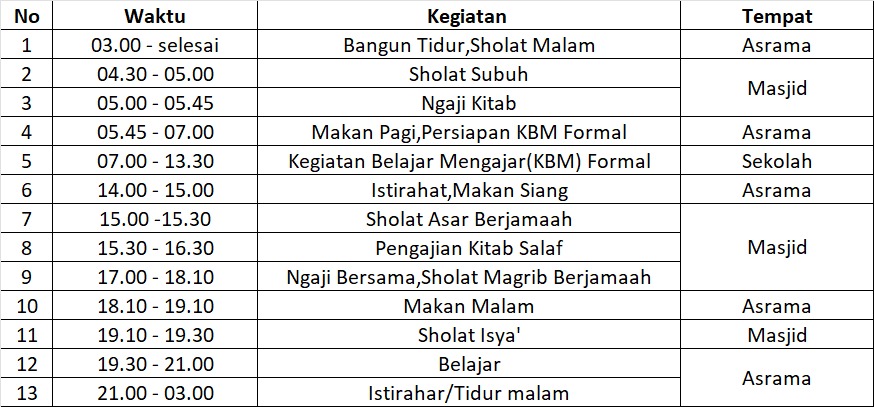 No Waktu Kegiatan Tempat
1 03.00 - selesai Bangun Tidur,Sholat Malam Asrama
2 04.30 - 05.00 Sholat Subuh Masjid
3 05.00 - 05.45 Ngaji Kitab
4 05.45 - 07.00 Makan Pagi,Persiapan KBM Formal Asrama
5 07.00 - 13.30 Kegiatan Belajar Mengajar(KBM) Formal Sekolah
6 14.00 - 15.00 Istirahat,Makan Siang Asrama
7 15.00 -15.30 Sholat Asar Berjamaah Masjid
8 15.30 - 16.30 Pengajian Kitab Salaf
9 17.00 - 18.10 Ngaji Bersama,Sholat Magrib Berjamaah
10 18.10 - 19.10 Makan Malam Asrama
11 19.10 - 19.30 Sholat Isya' Masjid
12 19.30 - 21.00 Belajar Asrama
13 21.00 - 03.00 Istirahar/Tidur malam